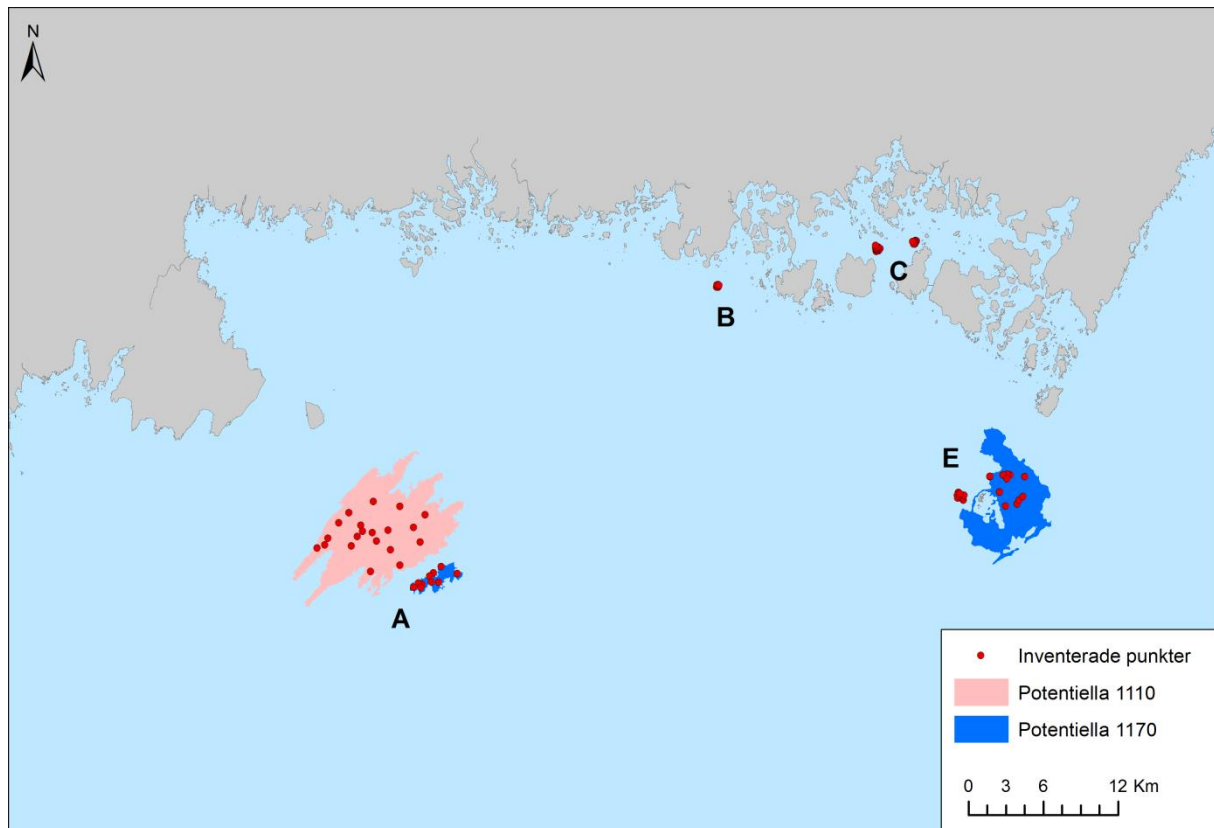 N
B
C
E
A
Inventerade punkter
Potentiella 1110
Potentiella 1170
0 3 6 12 Km